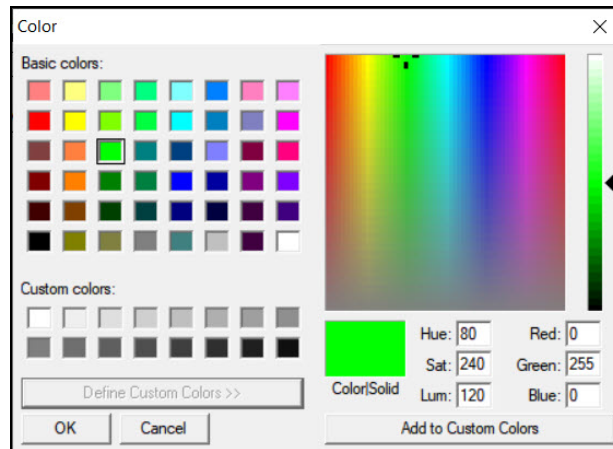 Color
Basic colors:
Custom colors:
Define Custom Colors >>
OK Cancel
Color|Solid
Hue: 80 Red: 0
Sat: 240 Green: 255
Lum: 120 Blue: 0
Add to Custom Colors